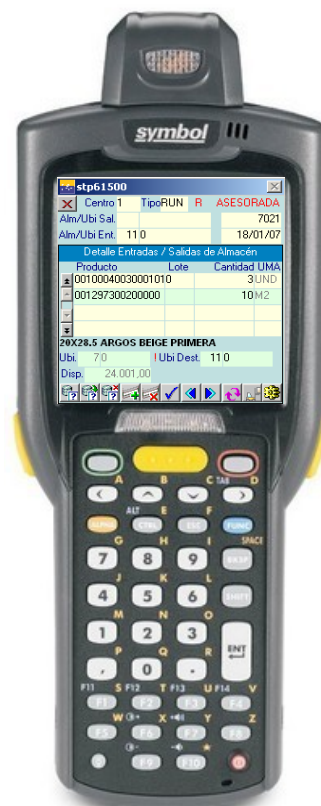 symbol
stp61500
Centro 1 Tipo RUN R ASESORADA
Alm/Ubi Sal. 7021
Alm/Ubi Ent. 11 0 18/01/07
Detalle Entradas / Salidas de Almacén
Producto Lote Cantidad UMA
00100040030001010 3 UND
001297300200000 10 M2
20X28.5 ARGOS BEIGE PRIMERA
Ubi. 7 0 ! Ubi Dest. 11 0
Disp. 24.001,00
A B C TAB D
ALT E F
ALPHA CTRL ESC FUNC
G H I SPACE
7 8 9 BKSP
J K L
4 5 6 SHIFT
M N O
1 2 3 ENT
P Q R
, 0 .
F11 S F12 T F13 U F14 V
F1 F2 F3 F4
W X Y Z
F5 F6 F7 F8
F9 F10